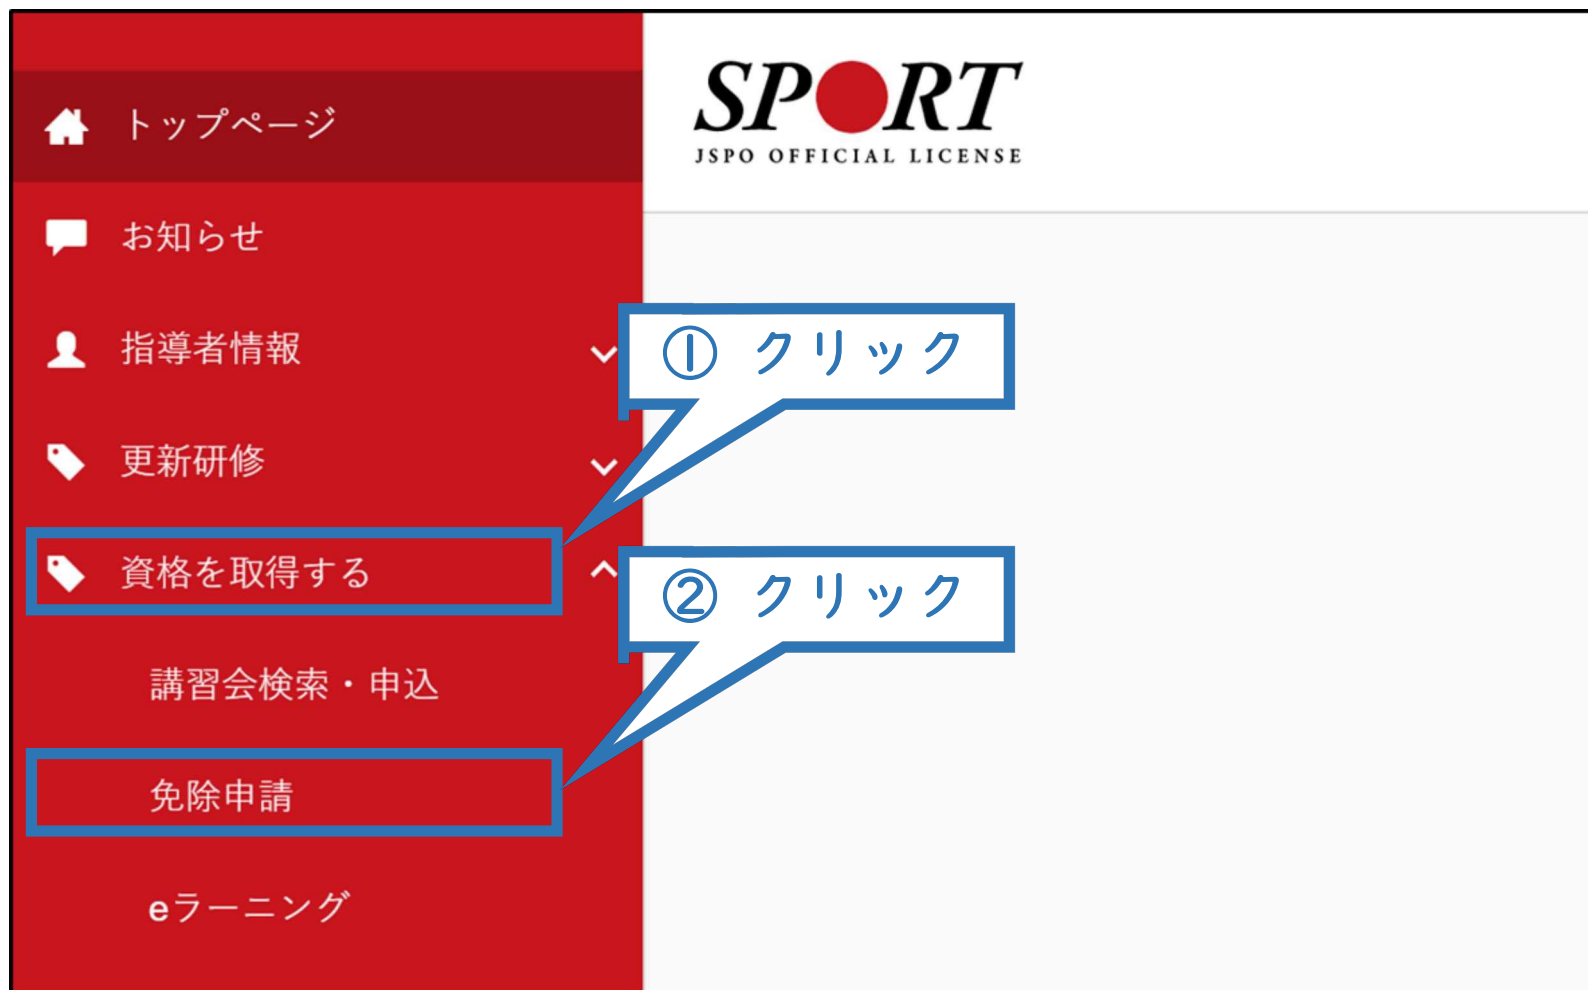 トップページ
お知らせ
指導者情報
更新研修
資格を取得する
講習会検索・申込
免除申請
eラーニング
SPORT
JSPO OFFICIAL LICENSE
① クリック
② クリック